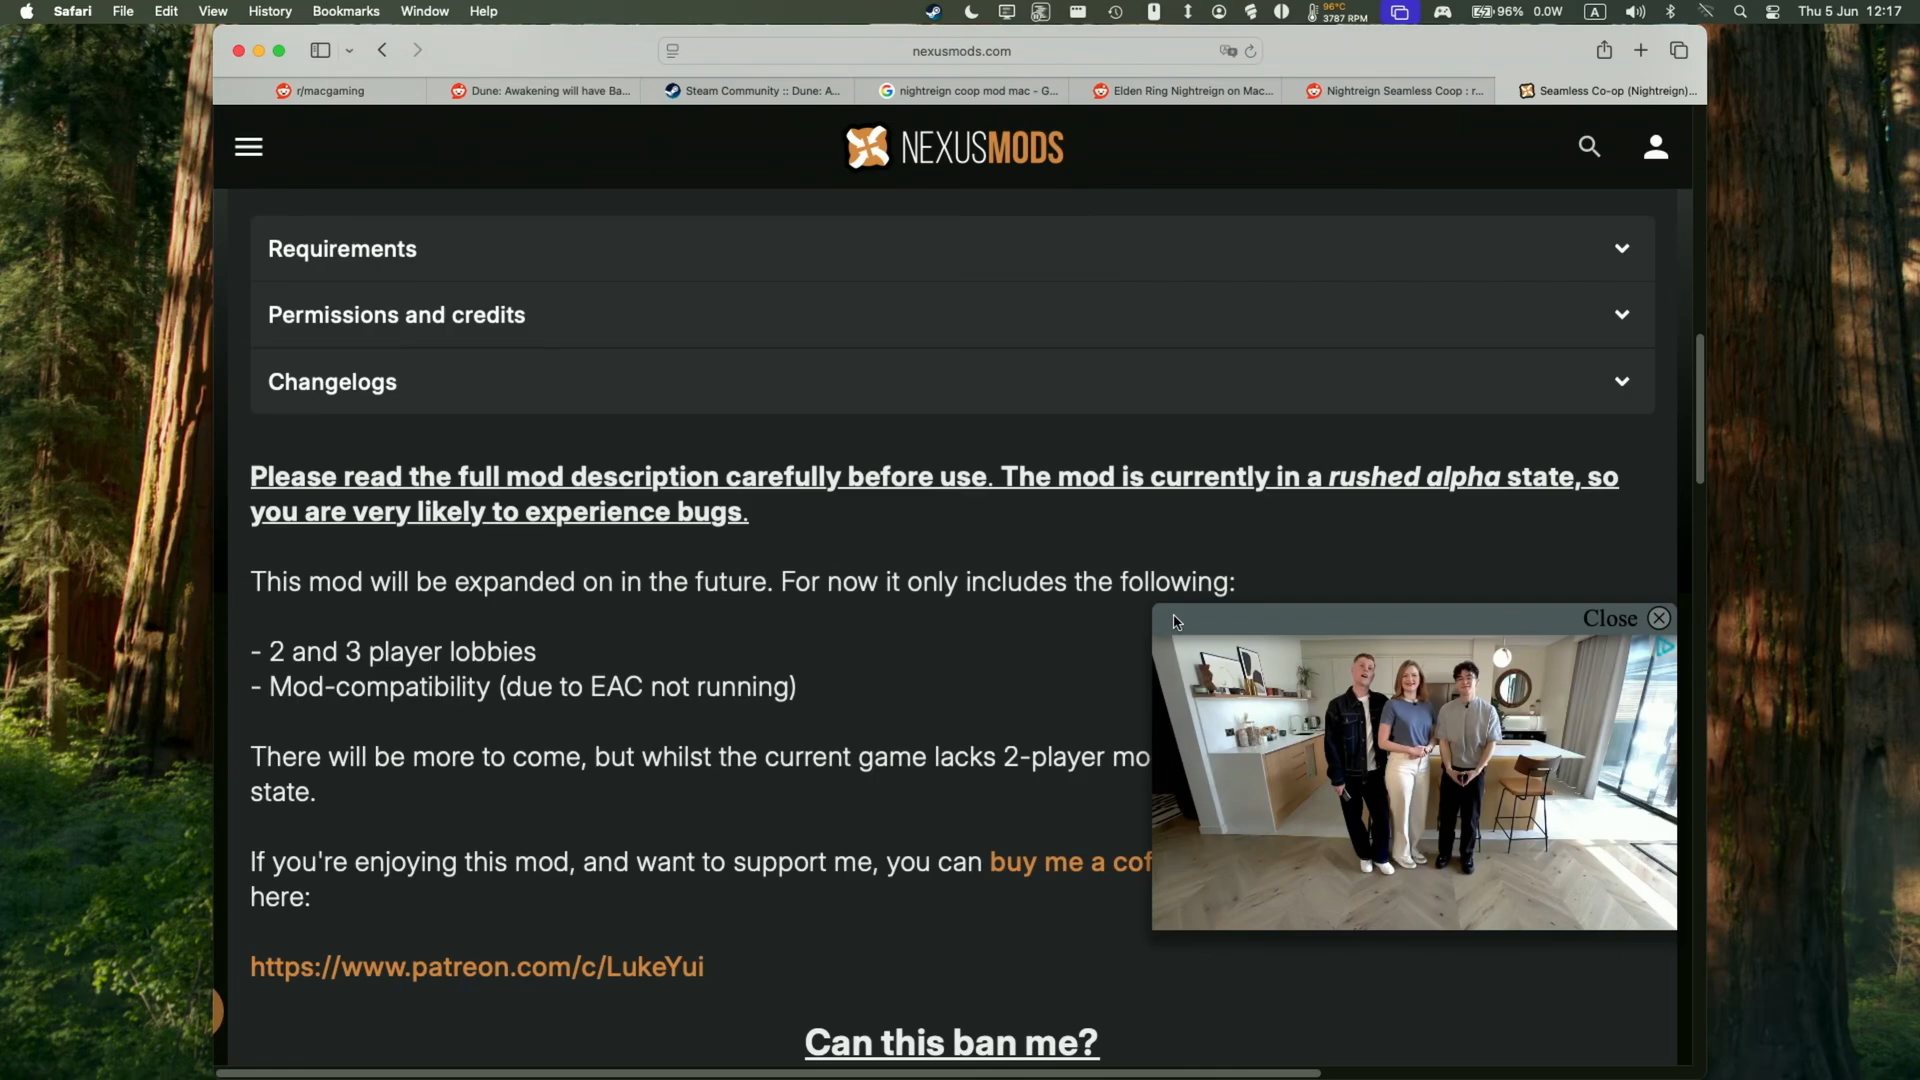 Safari File Edit View History Bookmarks Window Help 96°C 3787 RPM 96% 0.0W A Thu 5 Jun 12:17
nexusmods.com
r/macgaming Dune: Awakening will have Ba... Steam Community :: Dune: A... nightreign coop mod mac - G... Elden Ring Nightreign on Mac... Nightreign Seamless Coop : r... Seamless Co-op (Nightreign)...
NEXUSMODS
Requirements
Permissions and credits
Changelogs
Please read the full mod description carefully before use. The mod is currently in a rushed alpha state, so
you are very likely to experience bugs.
This mod will be expanded on in the future. For now it only includes the following:
Close
- 2 and 3 player lobbies
- Mod-compatibility (due to EAC not running)
There will be more to come, but whilst the current game lacks 2-player mo
state.
If you're enjoying this mod, and want to support me, you can buy me a cof
here:
https://www.patreon.com/c/LukeYui
Can this ban me?